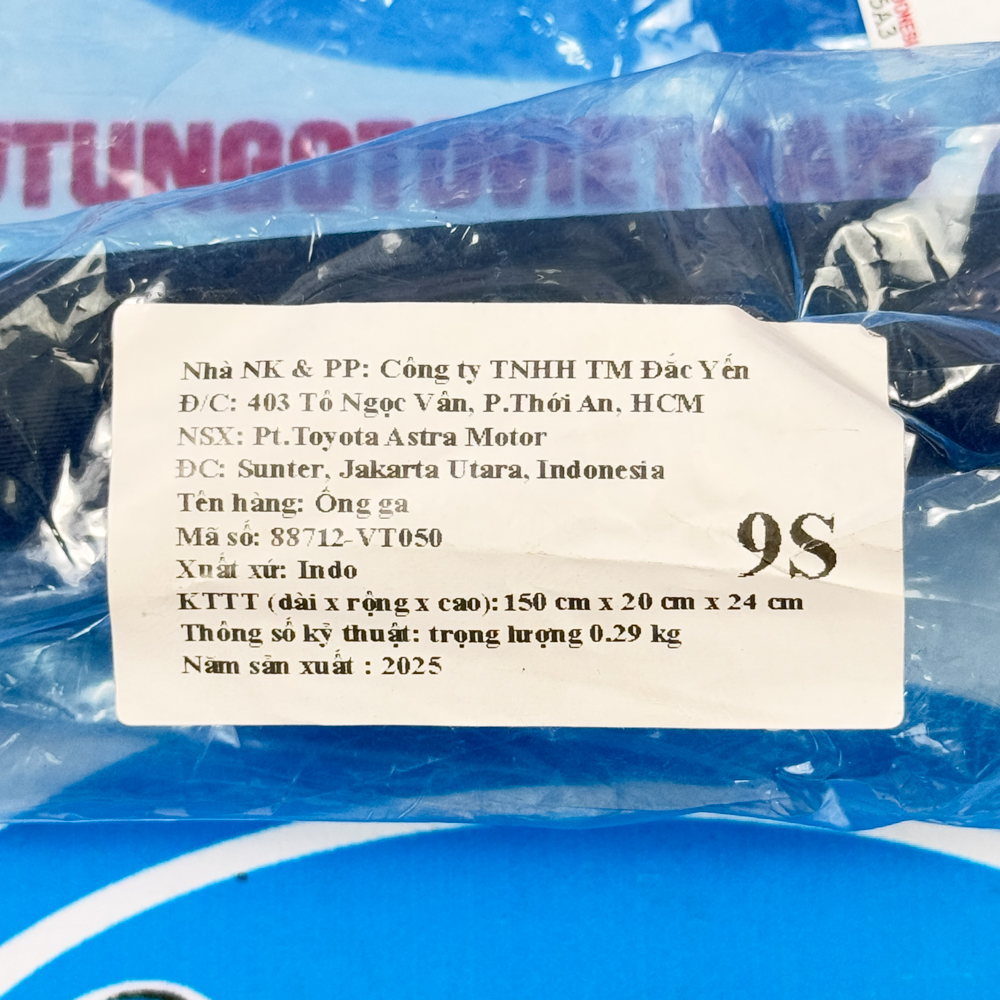 ONESI
5A3
OTUNGOTOVIETNAM
Nhà NK & PP: Công ty TNHH TM Đắc Yến
Đ/C: 403 Tô Ngọc Vân, P.Thới An, HCM
NSX: Pt.Toyota Astra Motor
ĐC: Sunter, Jakarta Utara, Indonesia
Tên hàng: Ống ga
Mã số: 88712-VT050
Xuất xứ: Indo
9S
KTTT (dài x rộng x cao): 150 cm x 20 cm x 24 cm
Thông số kỹ thuật: trọng lượng 0.29 kg
Năm sản xuất : 2025